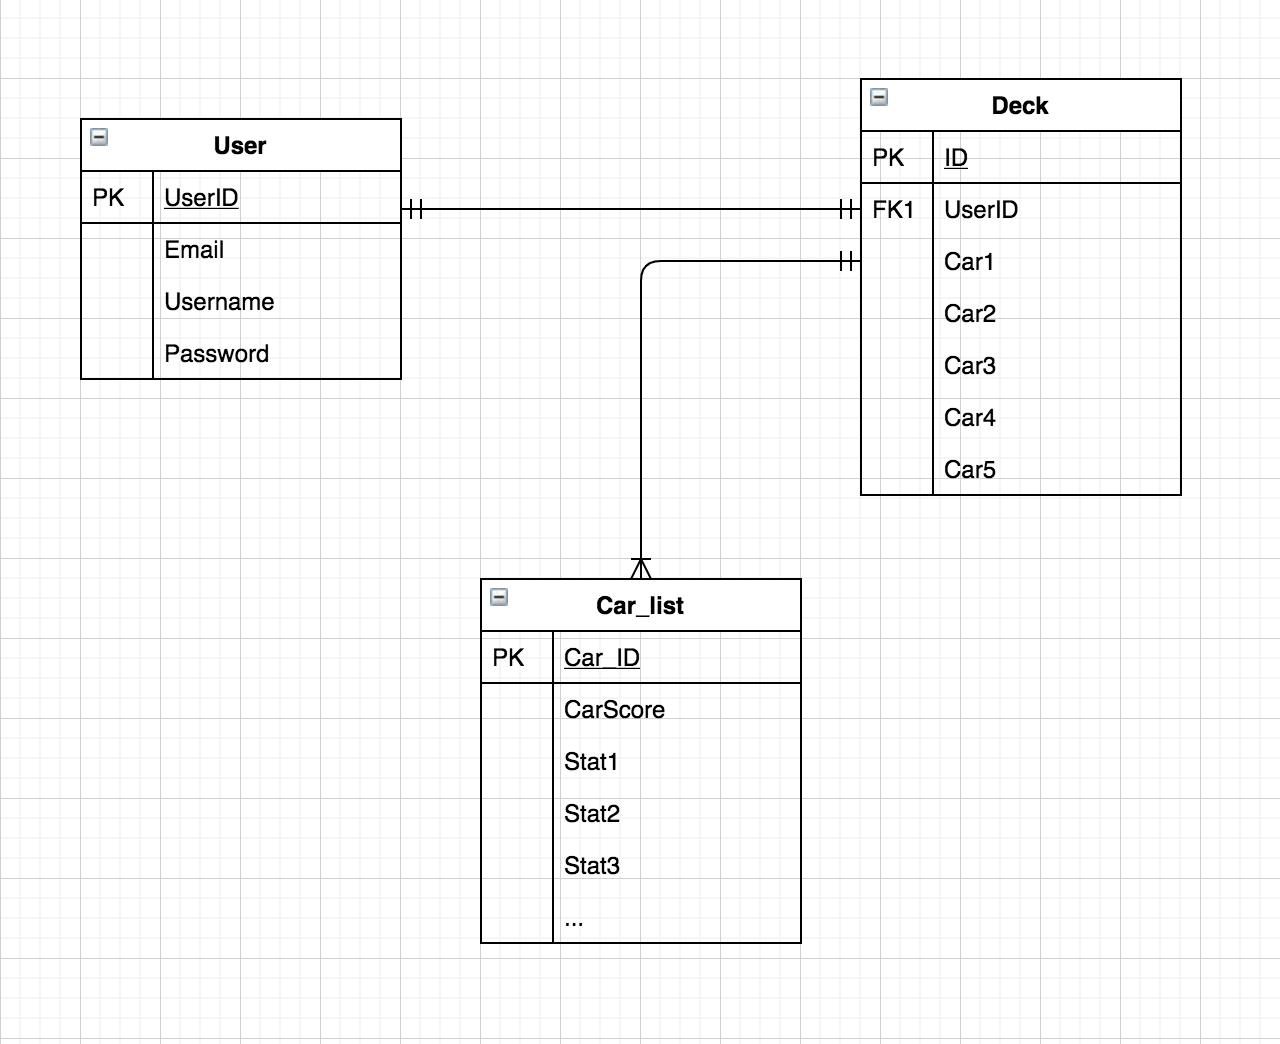 User
PK UserID
Email
Username
Password
Deck
PK ID
FK1 UserID
Car1
Car2
Car3
Car4
Car5
Car_list
PK Car_ID
CarScore
Stat1
Stat2
Stat3
...